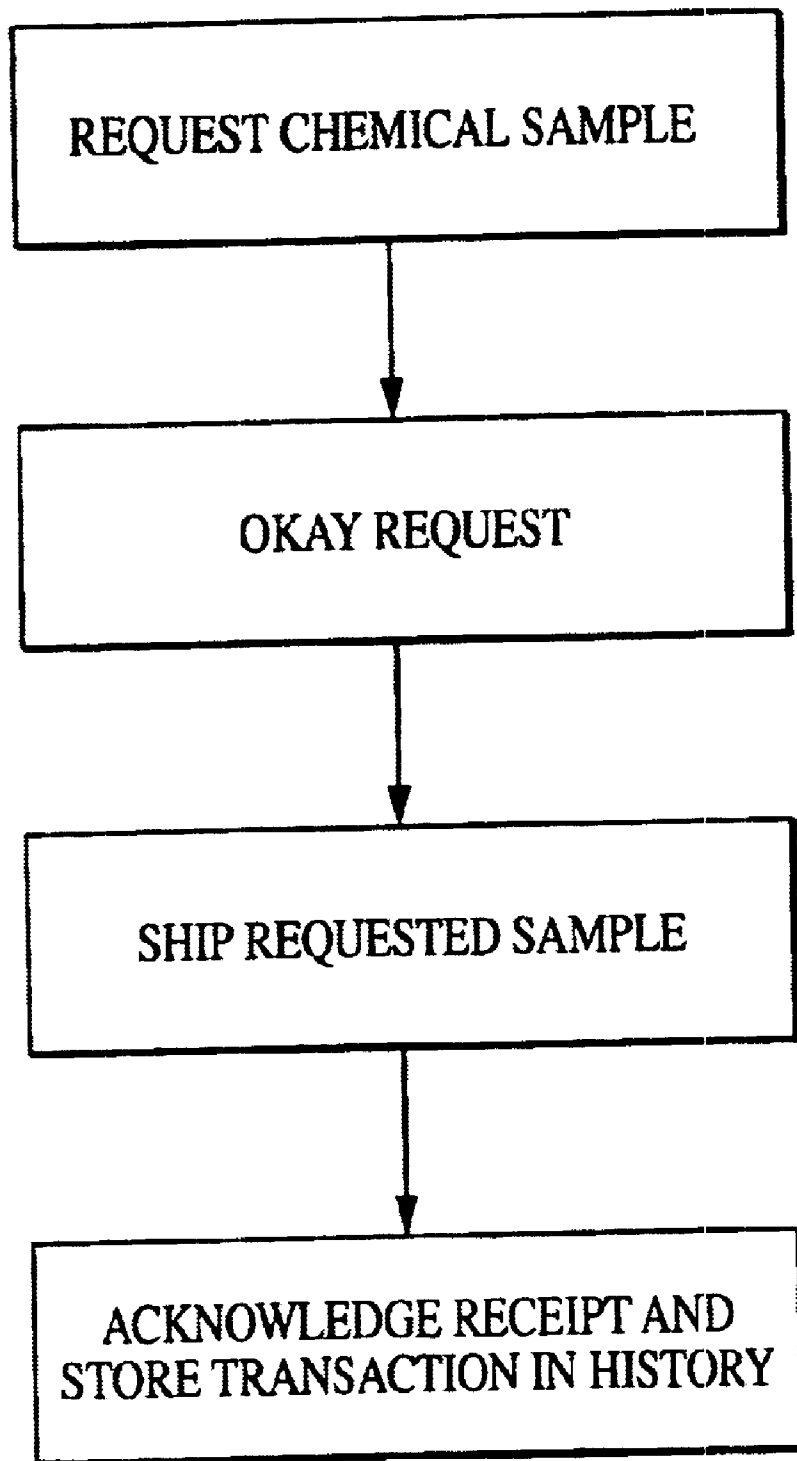 REQUEST CHEMICAL SAMPLE
OKAY REQUEST
SHIP REQUESTED SAMPLE
ACKNOWLEDGE RECEIPT AND
STORE TRANSACTION IN HISTORY